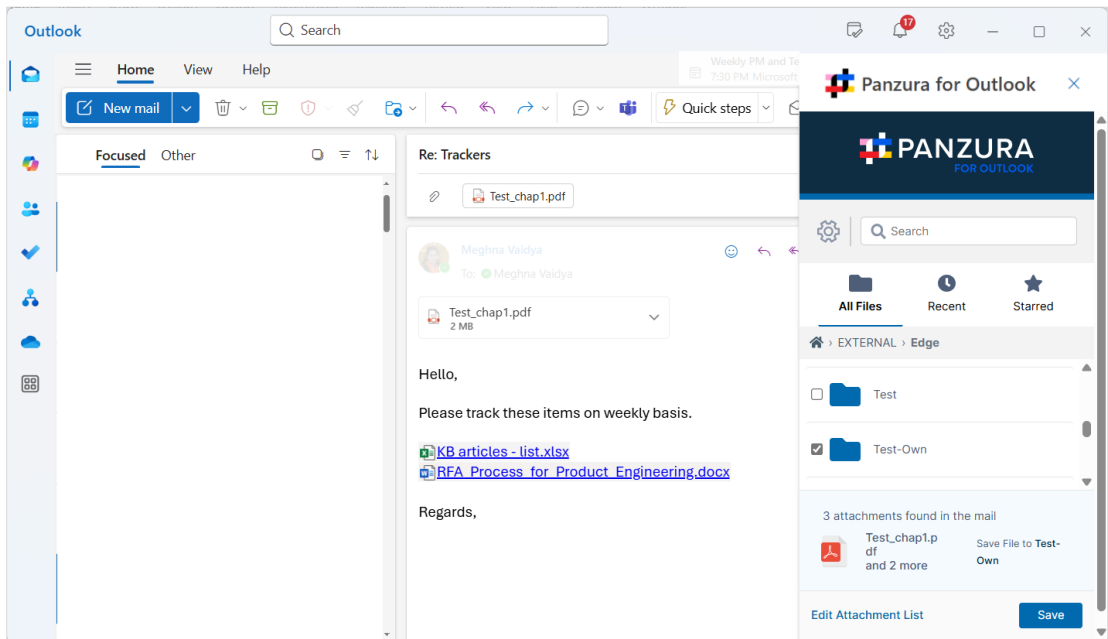 Outlook
Search
17
Home View Help
Weekly PM and Te
7:30 PM Microsoft
New mail
Quick steps
Focused Other
Re: Trackers
Test_chap1.pdf
Meghna Vaidya
To: Meghna Vaidya
Test_chap1.pdf
2 MB
Hello,
Please track these items on weekly basis.
KB articles - list.xlsx
RFA_Process_for_Product_Engineering.docx
Regards,
Panzura for Outlook
PANZURA
FOR OUTLOOK
Search
All Files Recent Starred
EXTERNAL › Edge
Test
Test-Own
3 attachments found in the mail
Test_chap1.p
df
and 2 more
Save File to Test-
Own
Edit Attachment List
Save